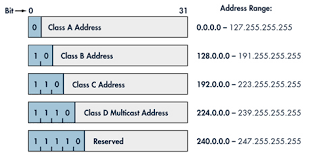 Bit → 0 31 Address Range:
0 Class A Address 0.0.0.0 – 127.255.255.255
1 0 Class B Address 128.0.0.0 – 191.255.255.255
1 1 0 Class C Address 192.0.0.0 – 223.255.255.255
1 1 1 0 Class D Multicast Address 224.0.0.0 – 239.255.255.255
1 1 1 1 0 Reserved 240.0.0.0 – 247.255.255.255